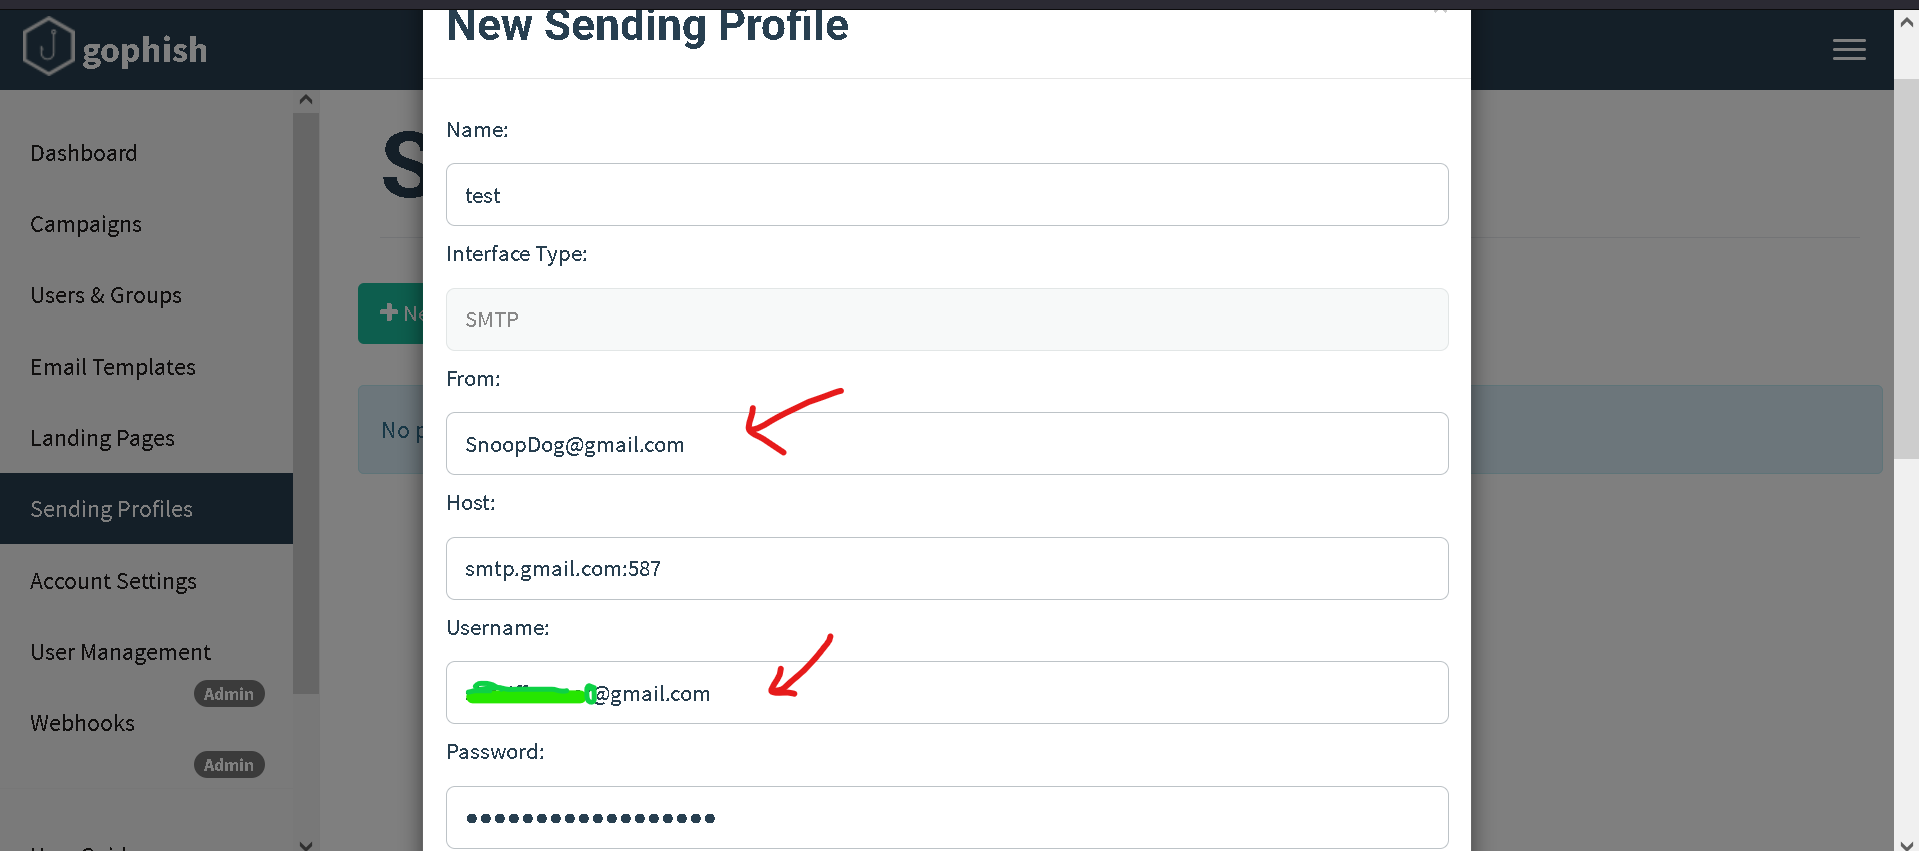 New Sending Profile
gophish
Dashboard
Campaigns
Users & Groups
Email Templates
Landing Pages
Sending Profiles
Account Settings
User Management
Admin
Webhooks
Admin
S
No
Name:
test
Interface Type:
SMTP
From:
SnoopDog@gmail.com
Host:
smtp.gmail.com:587
Username:
@gmail.com
Password: